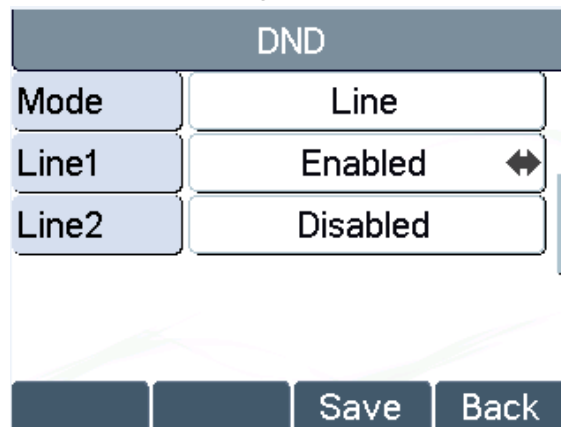 DND
Mode Line
Line1 Enabled
Line2 Disabled
Save Back